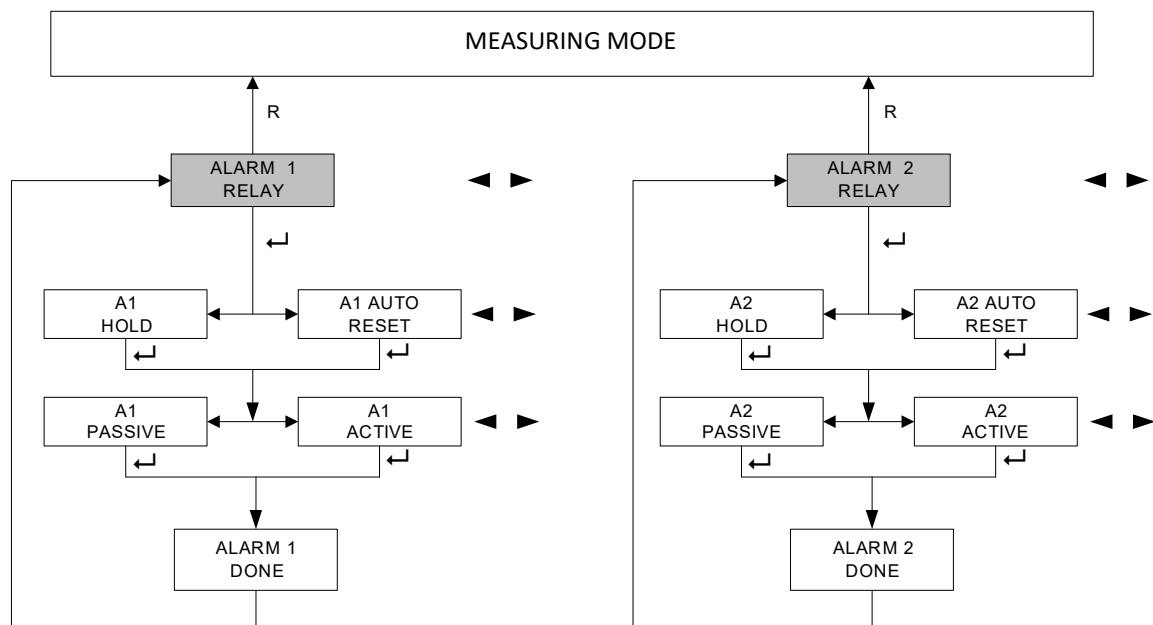 MEASURING MODE
R
R
ALARM 1
RELAY
ALARM 2
RELAY
A1
HOLD
A1 AUTO
RESET
A2
HOLD
A2 AUTO
RESET
A1
PASSIVE
A1
ACTIVE
A2
PASSIVE
A2
ACTIVE
ALARM 1
DONE
ALARM 2
DONE